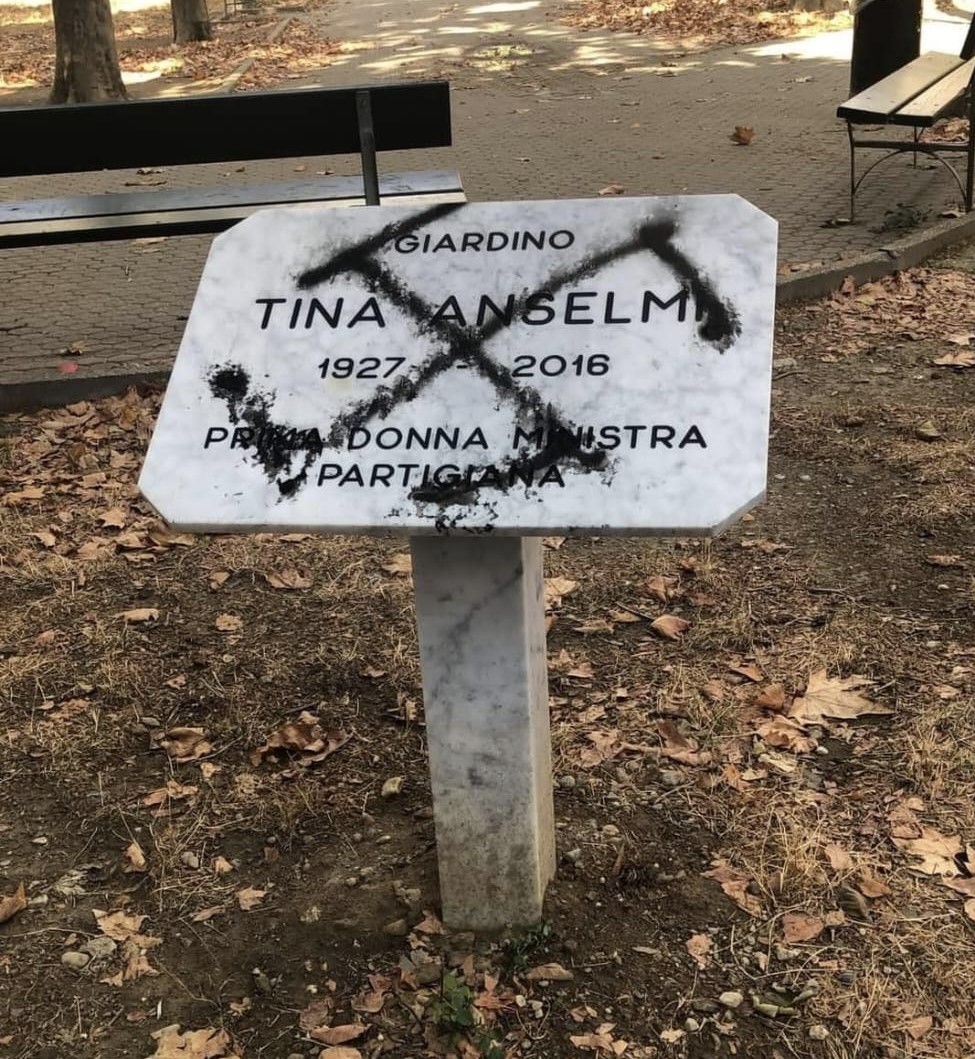 GIARDINO
TINA ANSELMI
1927 - 2016
PRIMA DONNA MINISTRA
PARTIGIANA